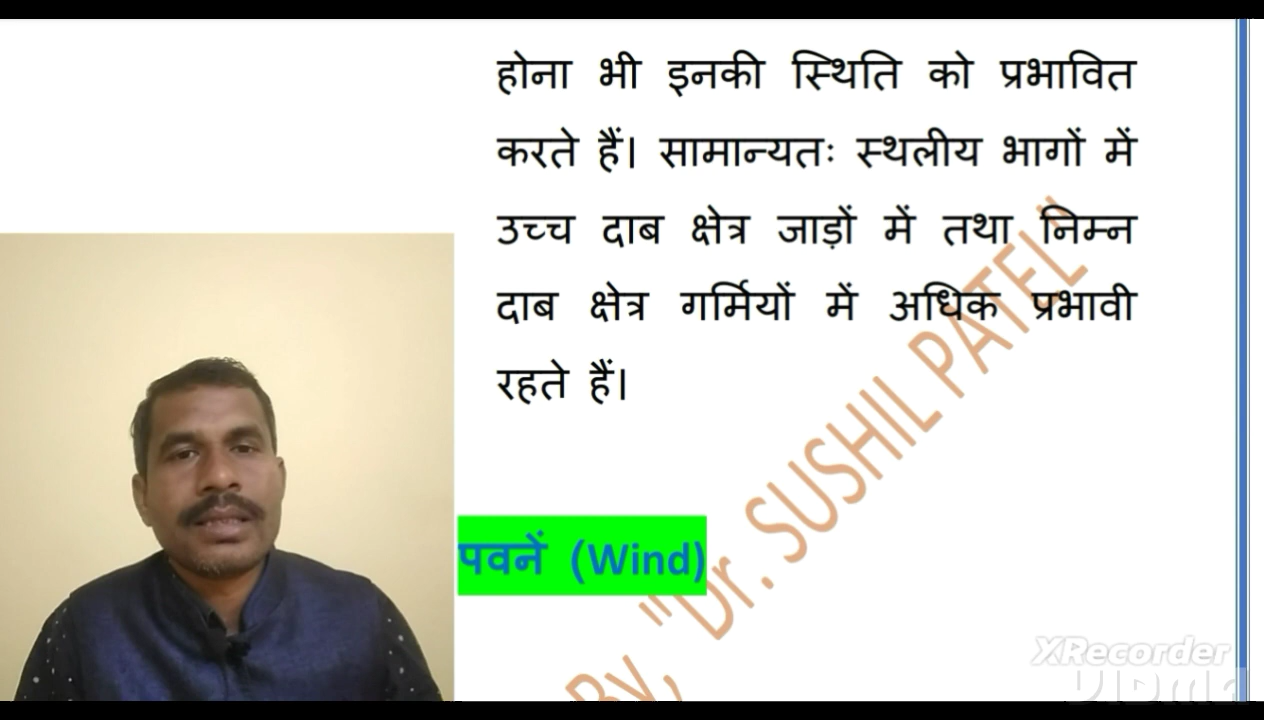 होना भी इनकी स्थिति को प्रभावित
करते हैं। सामान्यतः स्थलीय भागों में
उच्च दाब क्षेत्र जाड़ों में तथा निम्न
दाब क्षेत्र गर्मियों में अधिक प्रभावी
रहते हैं।
पवनें (Wind)
By, "Dr. SUSHIL PATEL"
XRecorder